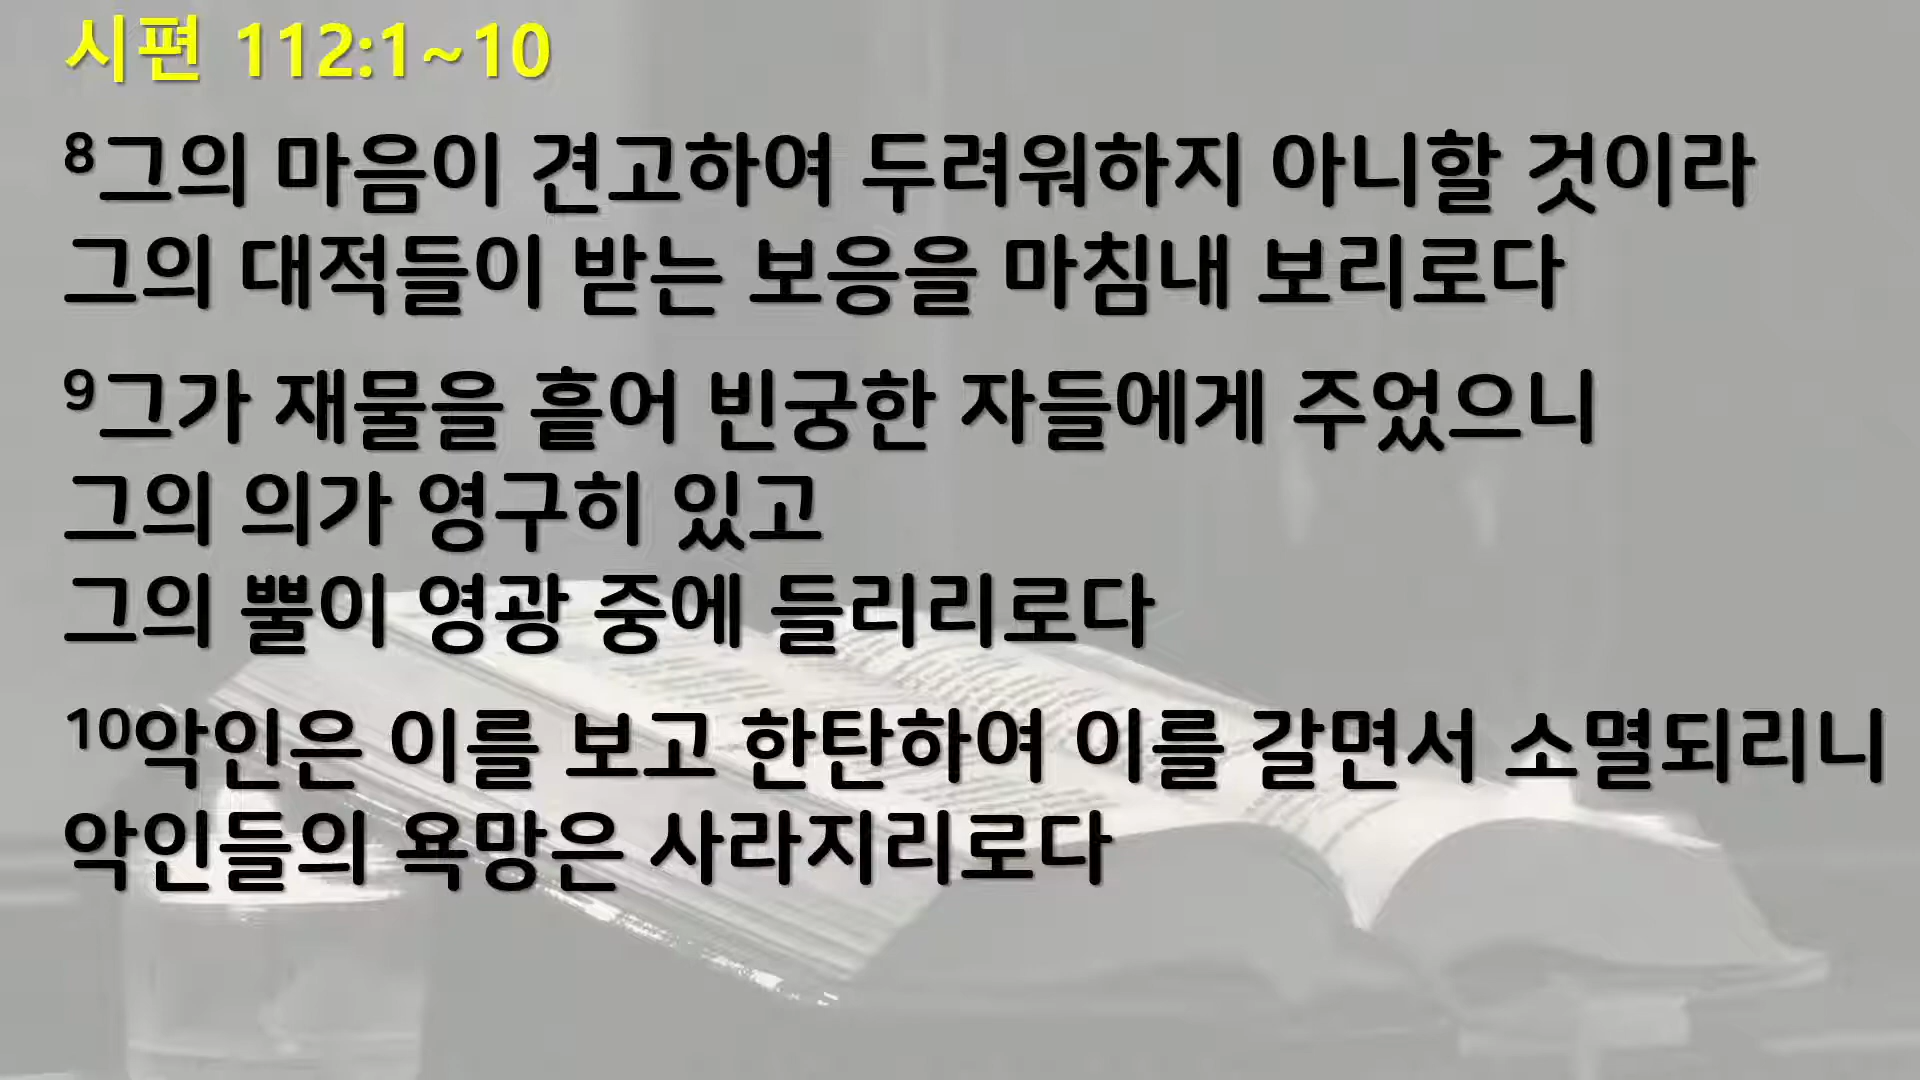 시편 112:1~10
8그의 마음이 견고하여 두려워하지 아니할 것이라
그의 대적들이 받는 보응을 마침내 보리로다
9그가 재물을 흩어 빈궁한 자들에게 주었으니
그의 의가 영구히 있고
그의 뿔이 영광 중에 들리리로다
10악인은 이를 보고 한탄하여 이를 갈면서 소멸되리니
악인들의 욕망은 사라지리로다